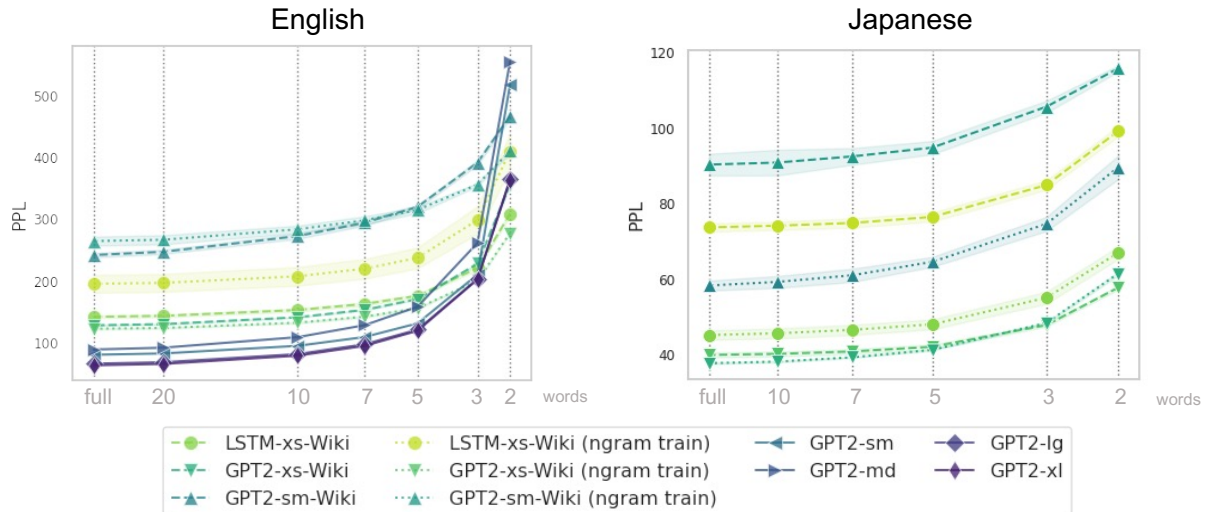 English
Japanese
PPL
500
400
300
200
100
full 20 10 7 5 3 2 words
PPL
120
100
80
60
40
full 10 7 5 3 2 words
LSTM-xs-Wiki
GPT2-xs-Wiki
GPT2-sm-Wiki
LSTM-xs-Wiki (ngram train)
GPT2-xs-Wiki (ngram train)
GPT2-sm-Wiki (ngram train)
GPT2-sm
GPT2-md
GPT2-lg
GPT2-xl